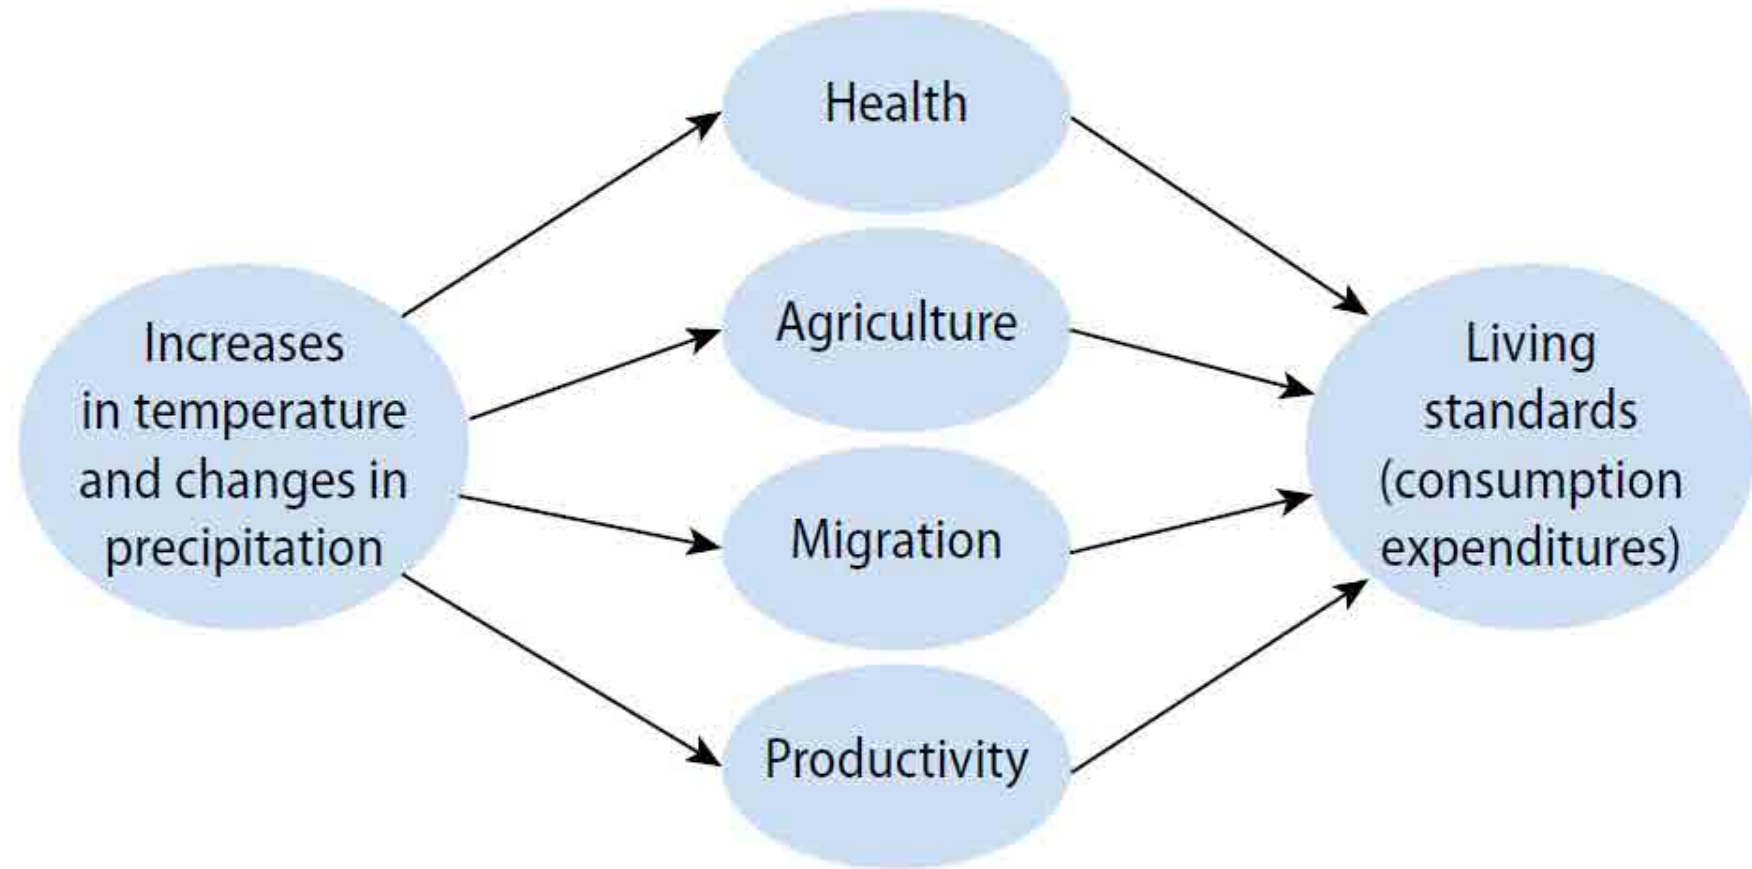 Increases
in temperature
and changes in
precipitation
Health
Agriculture
Migration
Productivity
Living
standards
(consumption
expenditures)